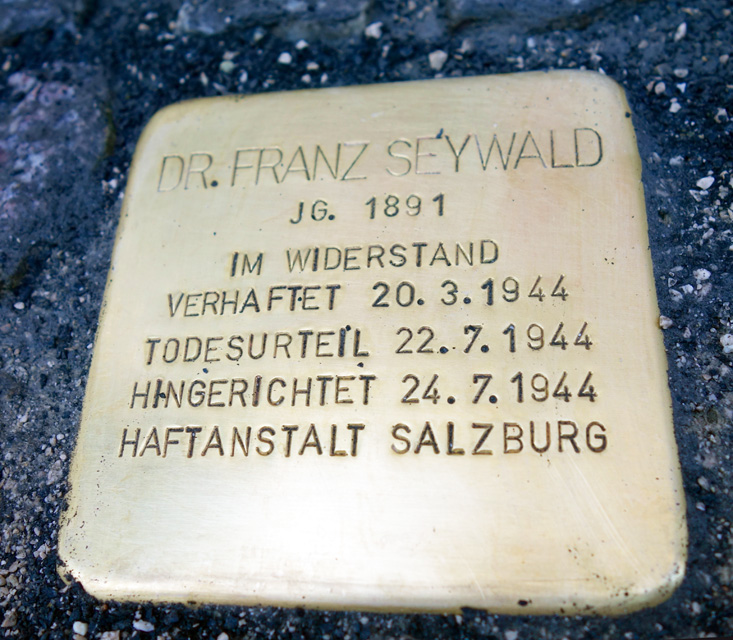 DR. FRANZ SEYWALD
JG. 1891
IM WIDERSTAND
VERHAFTET 20. 3. 1944
TODESURTEIL 22. 7. 1944
HINGERICHTET 24. 7. 1944
HAFTANSTALT SALZBURG